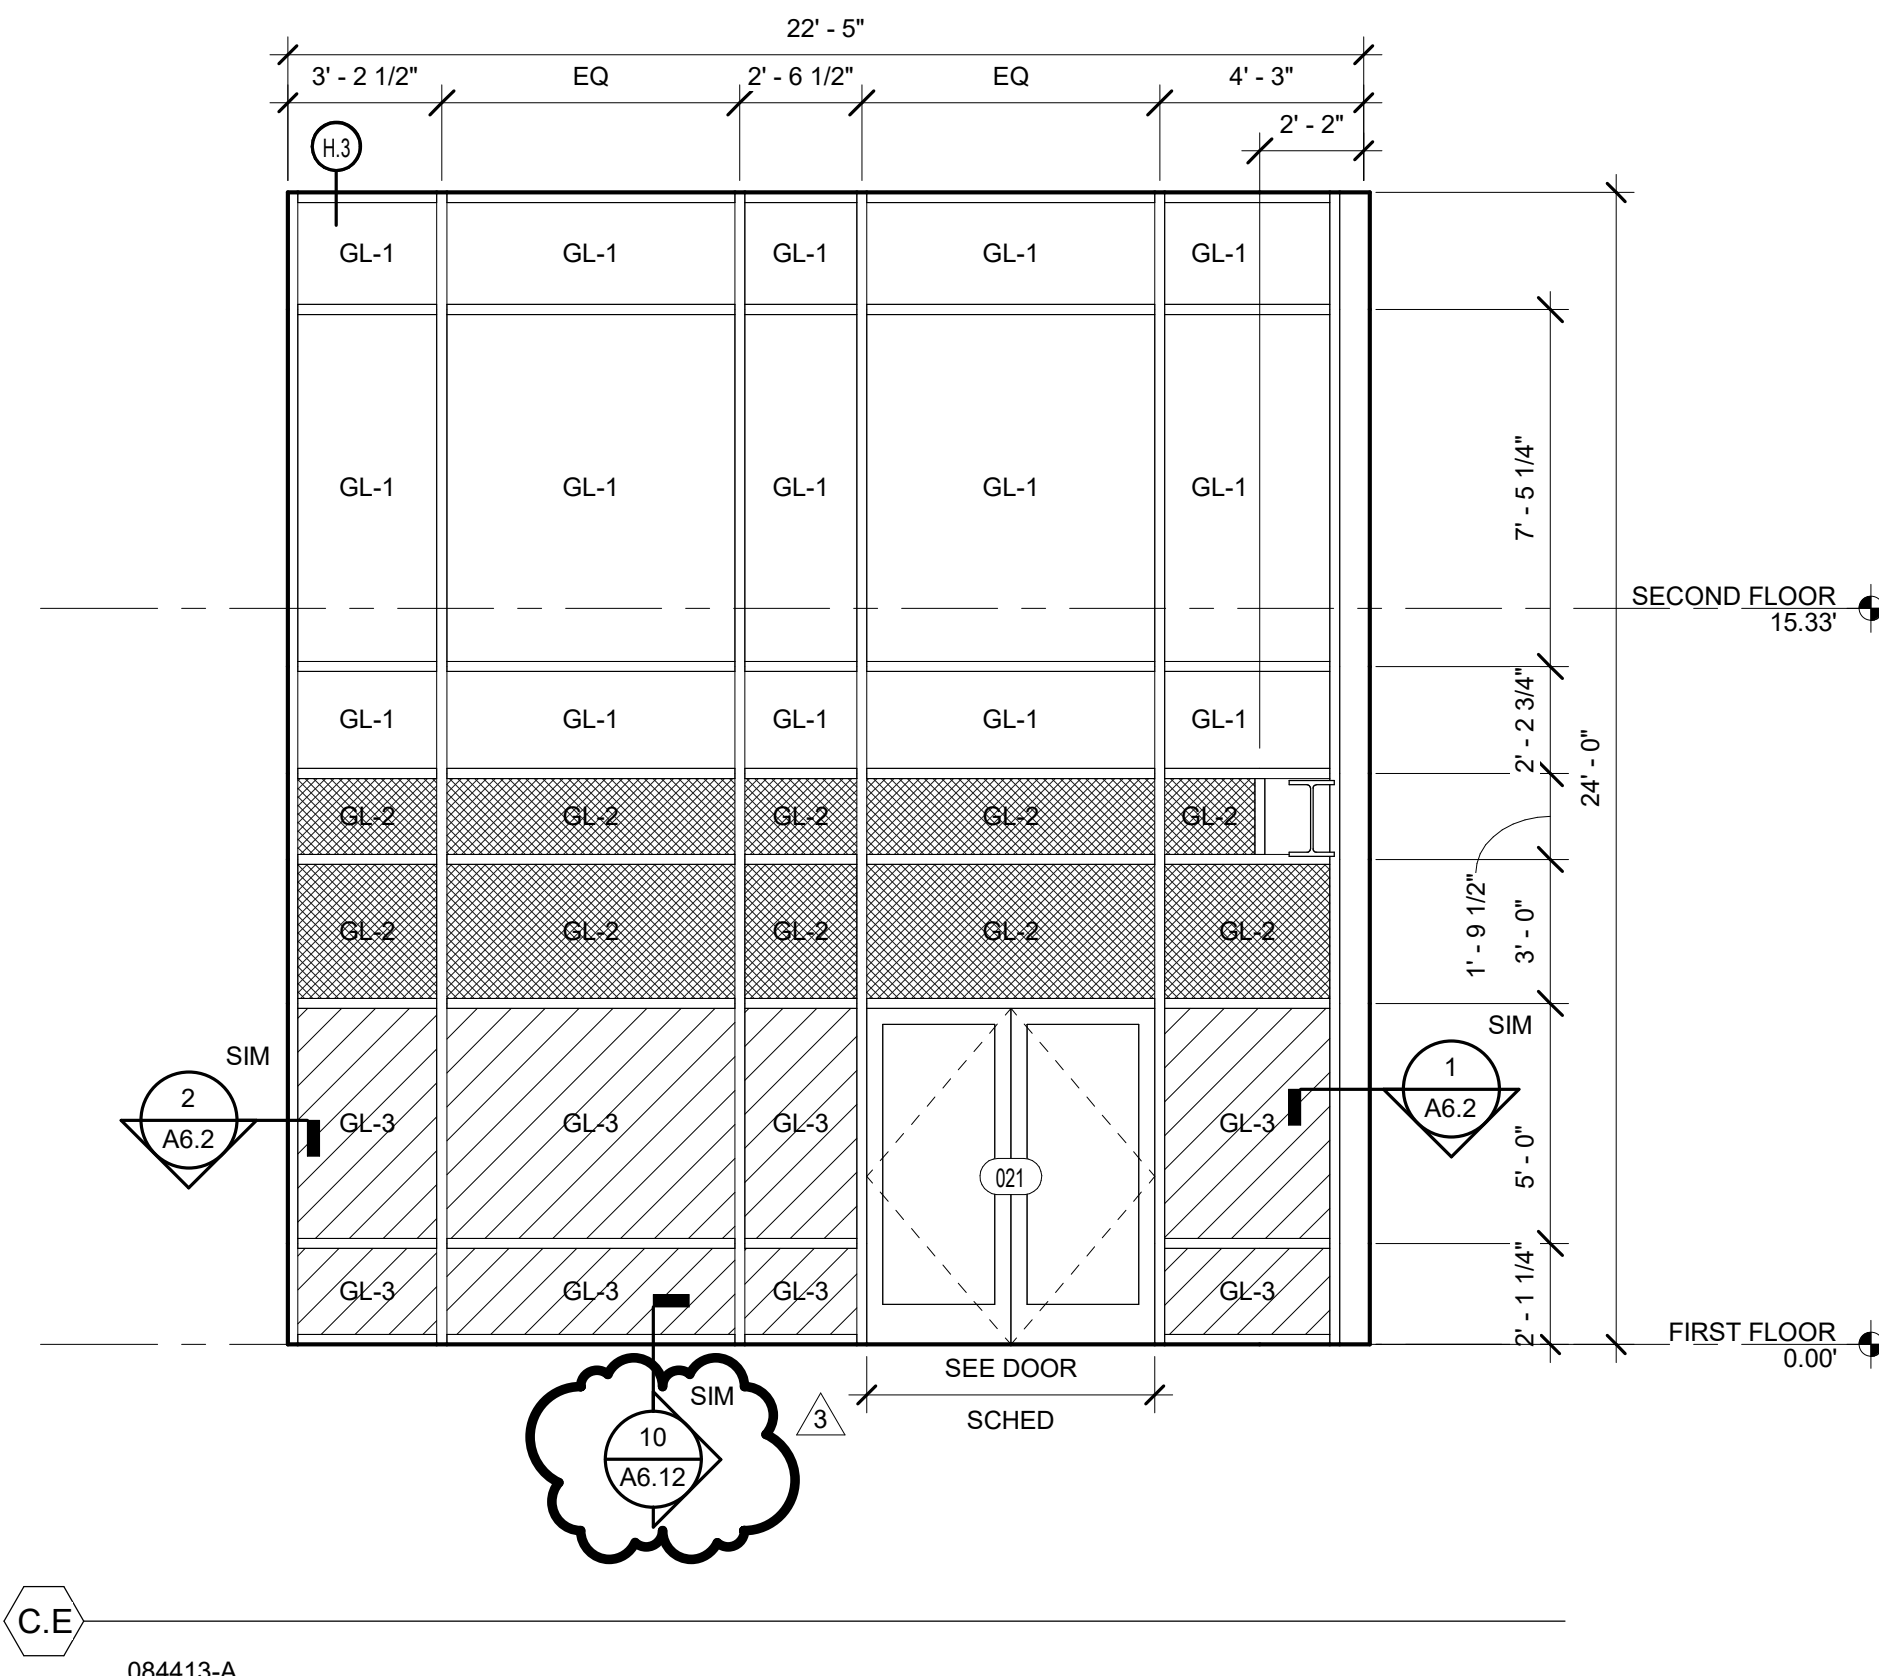 22' - 5"
3' - 2 1/2" EQ 2' - 6 1/2" EQ 4' - 3"
2' - 2"
H.3
GL-1 GL-1 GL-1 GL-1 GL-1
7' - 5 1/4"
GL-1 GL-1 GL-1 GL-1 GL-1
SECOND FLOOR
15.33'
2' - 2 3/4"
GL-1 GL-1 GL-1 GL-1 GL-1
24' - 0"
GL-2 GL-2 GL-2 GL-2 GL-2
1' - 9 1/2"
3' - 0"
GL-2 GL-2 GL-2 GL-2 GL-2
SIM
SIM
2
A6.2
1
A6.2
GL-3 GL-3 GL-3 GL-3
5' - 0"
021
GL-3 GL-3 GL-3 GL-3
2' - 1 1/4"
FIRST FLOOR
0.00'
SEE DOOR
SCHED
SIM
3
10
A6.12
C.E
084413-A